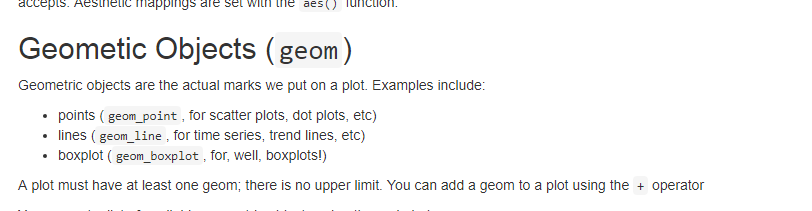 accepts. Aesthetic mappings are set with the aes() function.
Geometic Objects (geom)
Geometric objects are the actual marks we put on a plot. Examples include:
• points (geom_point, for scatter plots, dot plots, etc)
• lines (geom_line, for time series, trend lines, etc)
• boxplot (geom_boxplot, for, well, boxplots!)
A plot must have at least one geom; there is no upper limit. You can add a geom to a plot using the + operator